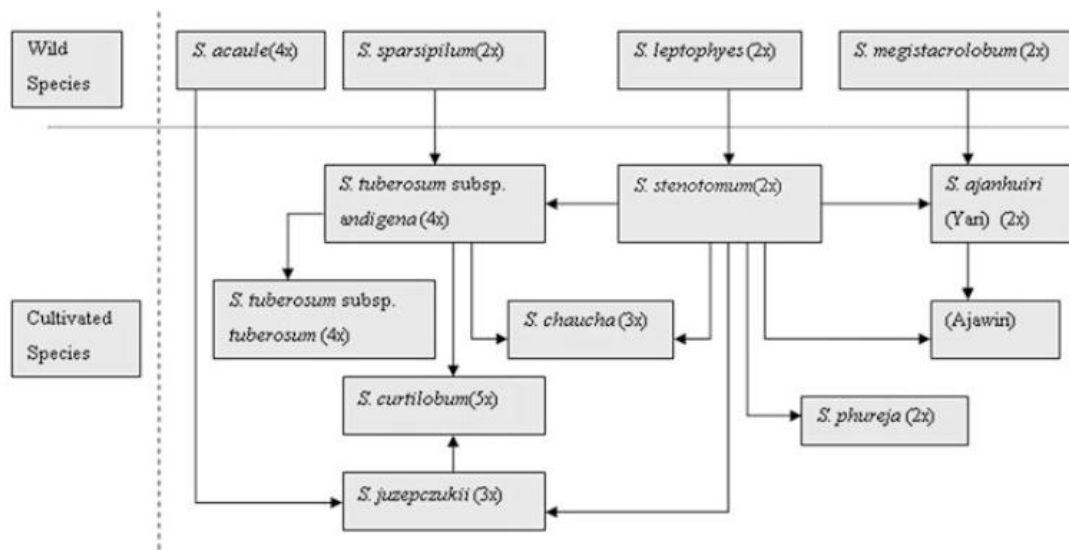 Wild
Species
S. acaule(4x)
S. sparsipilum(2x)
S. leptophyes (2x)
S. megistacrolobum (2x)
S. tuberosum subsp.
andigena (4x)
S. stenotomum(2x)
S. ajanhuiri
(Yari) (2x)
Cultivated
Species
S. tuberosum subsp.
tuberosum (4x)
S. chaucha (3x)
(Ajawiri)
S. curtilobum(5x)
S. phureja (2x)
S. juzepczukii (3x)